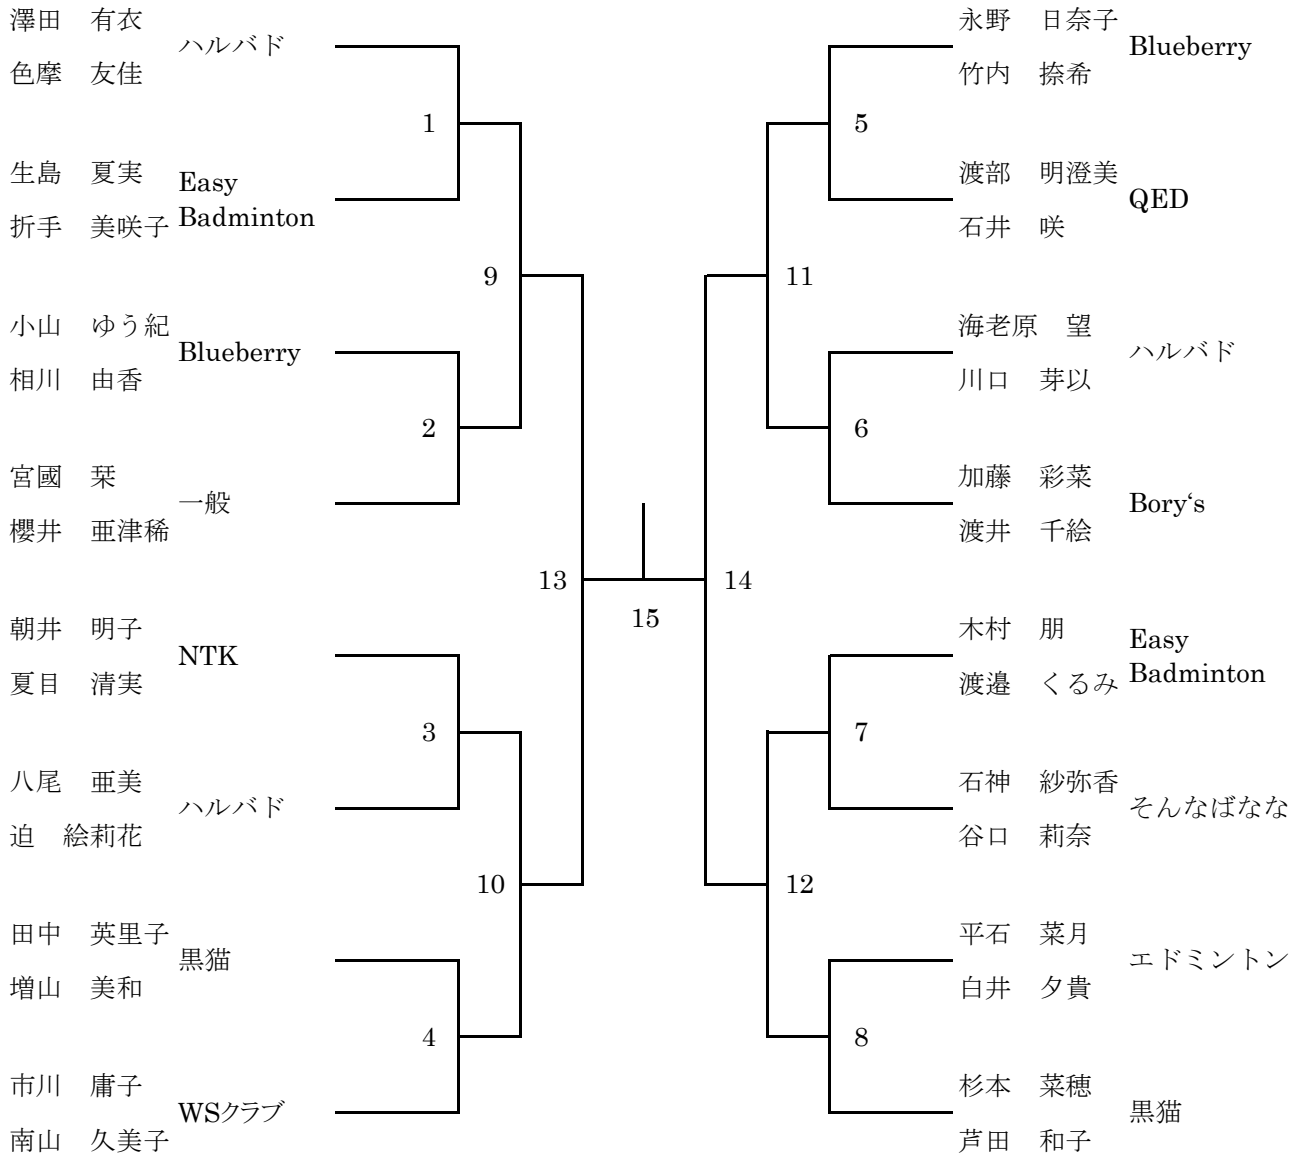 澤田　有衣
ハルバド
色摩　友佳
1
生島　夏実
Easy
Badminton
折手　美咲子
9
小山　ゆう紀
Blueberry
相川　由香
2
宮國　栞
一般
櫻井　亜津稀
13
朝井　明子
NTK
夏目　清実
3
八尾　亜美
ハルバド
迫　絵莉花
10
田中　英里子
黒猫
増山　美和
4
市川　庸子
WSクラブ
南山　久美子
15
永野　日奈子
Blueberry
竹内　捺希
5
渡部　明澄美
QED
石井　咲
11
海老原　望
ハルバド
川口　芽以
6
加藤　彩菜
Bory‘s
渡井　千絵
14
木村　朋
Easy
Badminton
渡邉　くるみ
7
石神　紗弥香
そんなばなな
谷口　莉奈
12
平石　菜月
エドミントン
白井　夕貴
8
杉本　菜穂
黒猫
芦田　和子